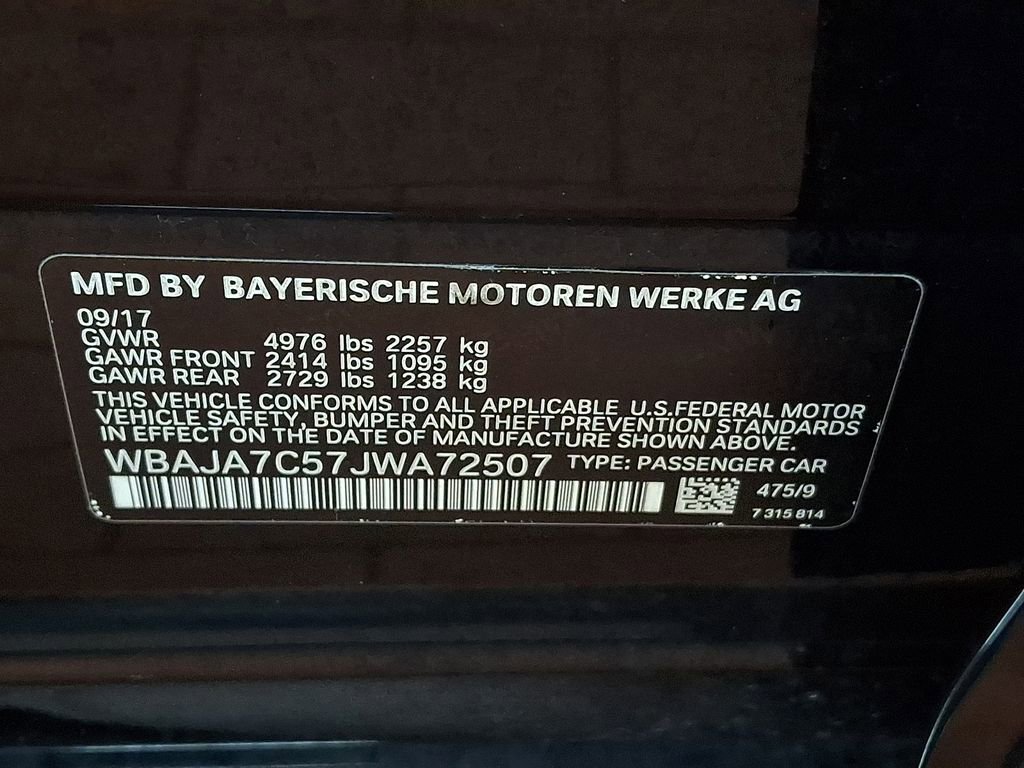 MFD BY BAYERISCHE MOTOREN WERKE AG
09/17
GVWR 4976 lbs 2257 kg
GAWR FRONT 2414 lbs 1095 kg
GAWR REAR 2729 lbs 1238 kg
THIS VEHICLE CONFORMS TO ALL APPLICABLE U.S.FEDERAL MOTOR
VEHICLE SAFETY, BUMPER AND THEFT PREVENTION STANDARDS
IN EFFECT ON THE DATE OF MANUFACTURE SHOWN ABOVE.
WBAJA7C57JWA72507 TYPE: PASSENGER CAR
475/9
7 315 814